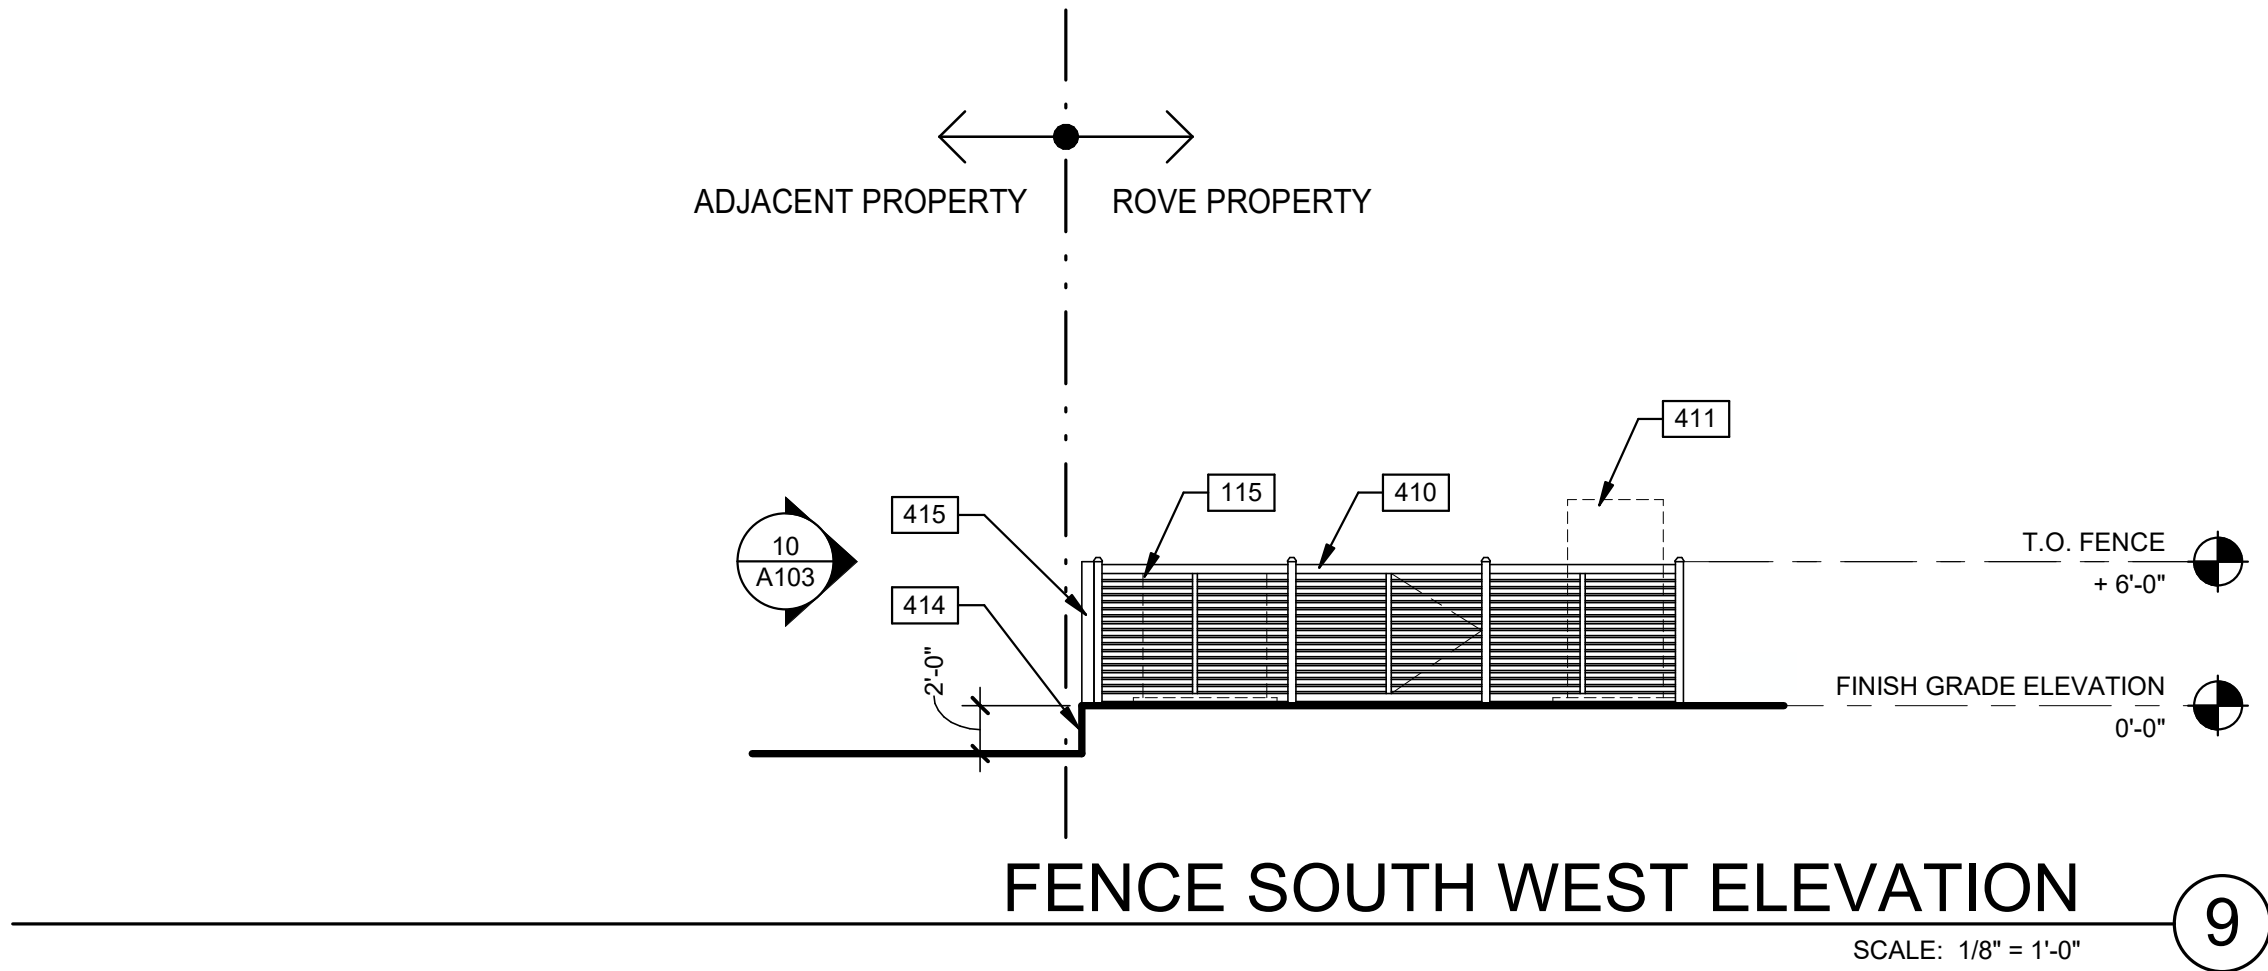 ADJACENT PROPERTY
ROVE PROPERTY
411
115
410
415
10
A103
T.O. FENCE
+ 6'-0"
414
2'-0"
FINISH GRADE ELEVATION
0'-0"
FENCE SOUTH WEST ELEVATION
9
SCALE: 1/8" = 1'-0"